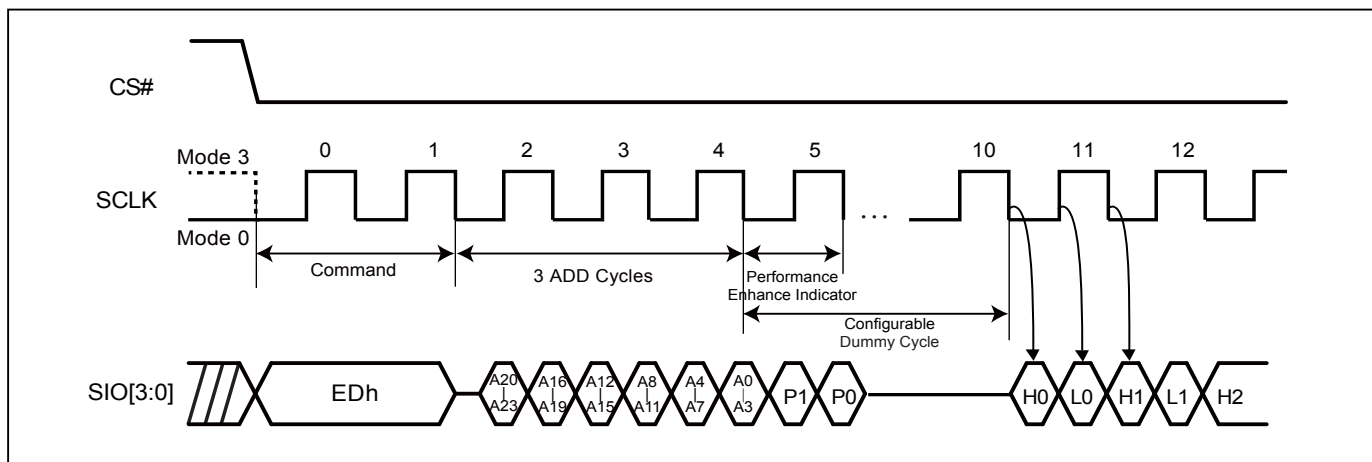 CS#
Mode 3
0 1 2 3 4 5 10 11 12
SCLK
...
Mode 0
Command
3 ADD Cycles
Performance
Enhance Indicator
Configurable
Dummy Cycle
SIO[3:0]
EDh
A20 | A23
A16 | A19
A12 | A15
A8 | A11
A4 | A7
A0 | A3
P1 P0 H0 L0 H1 L1 H2